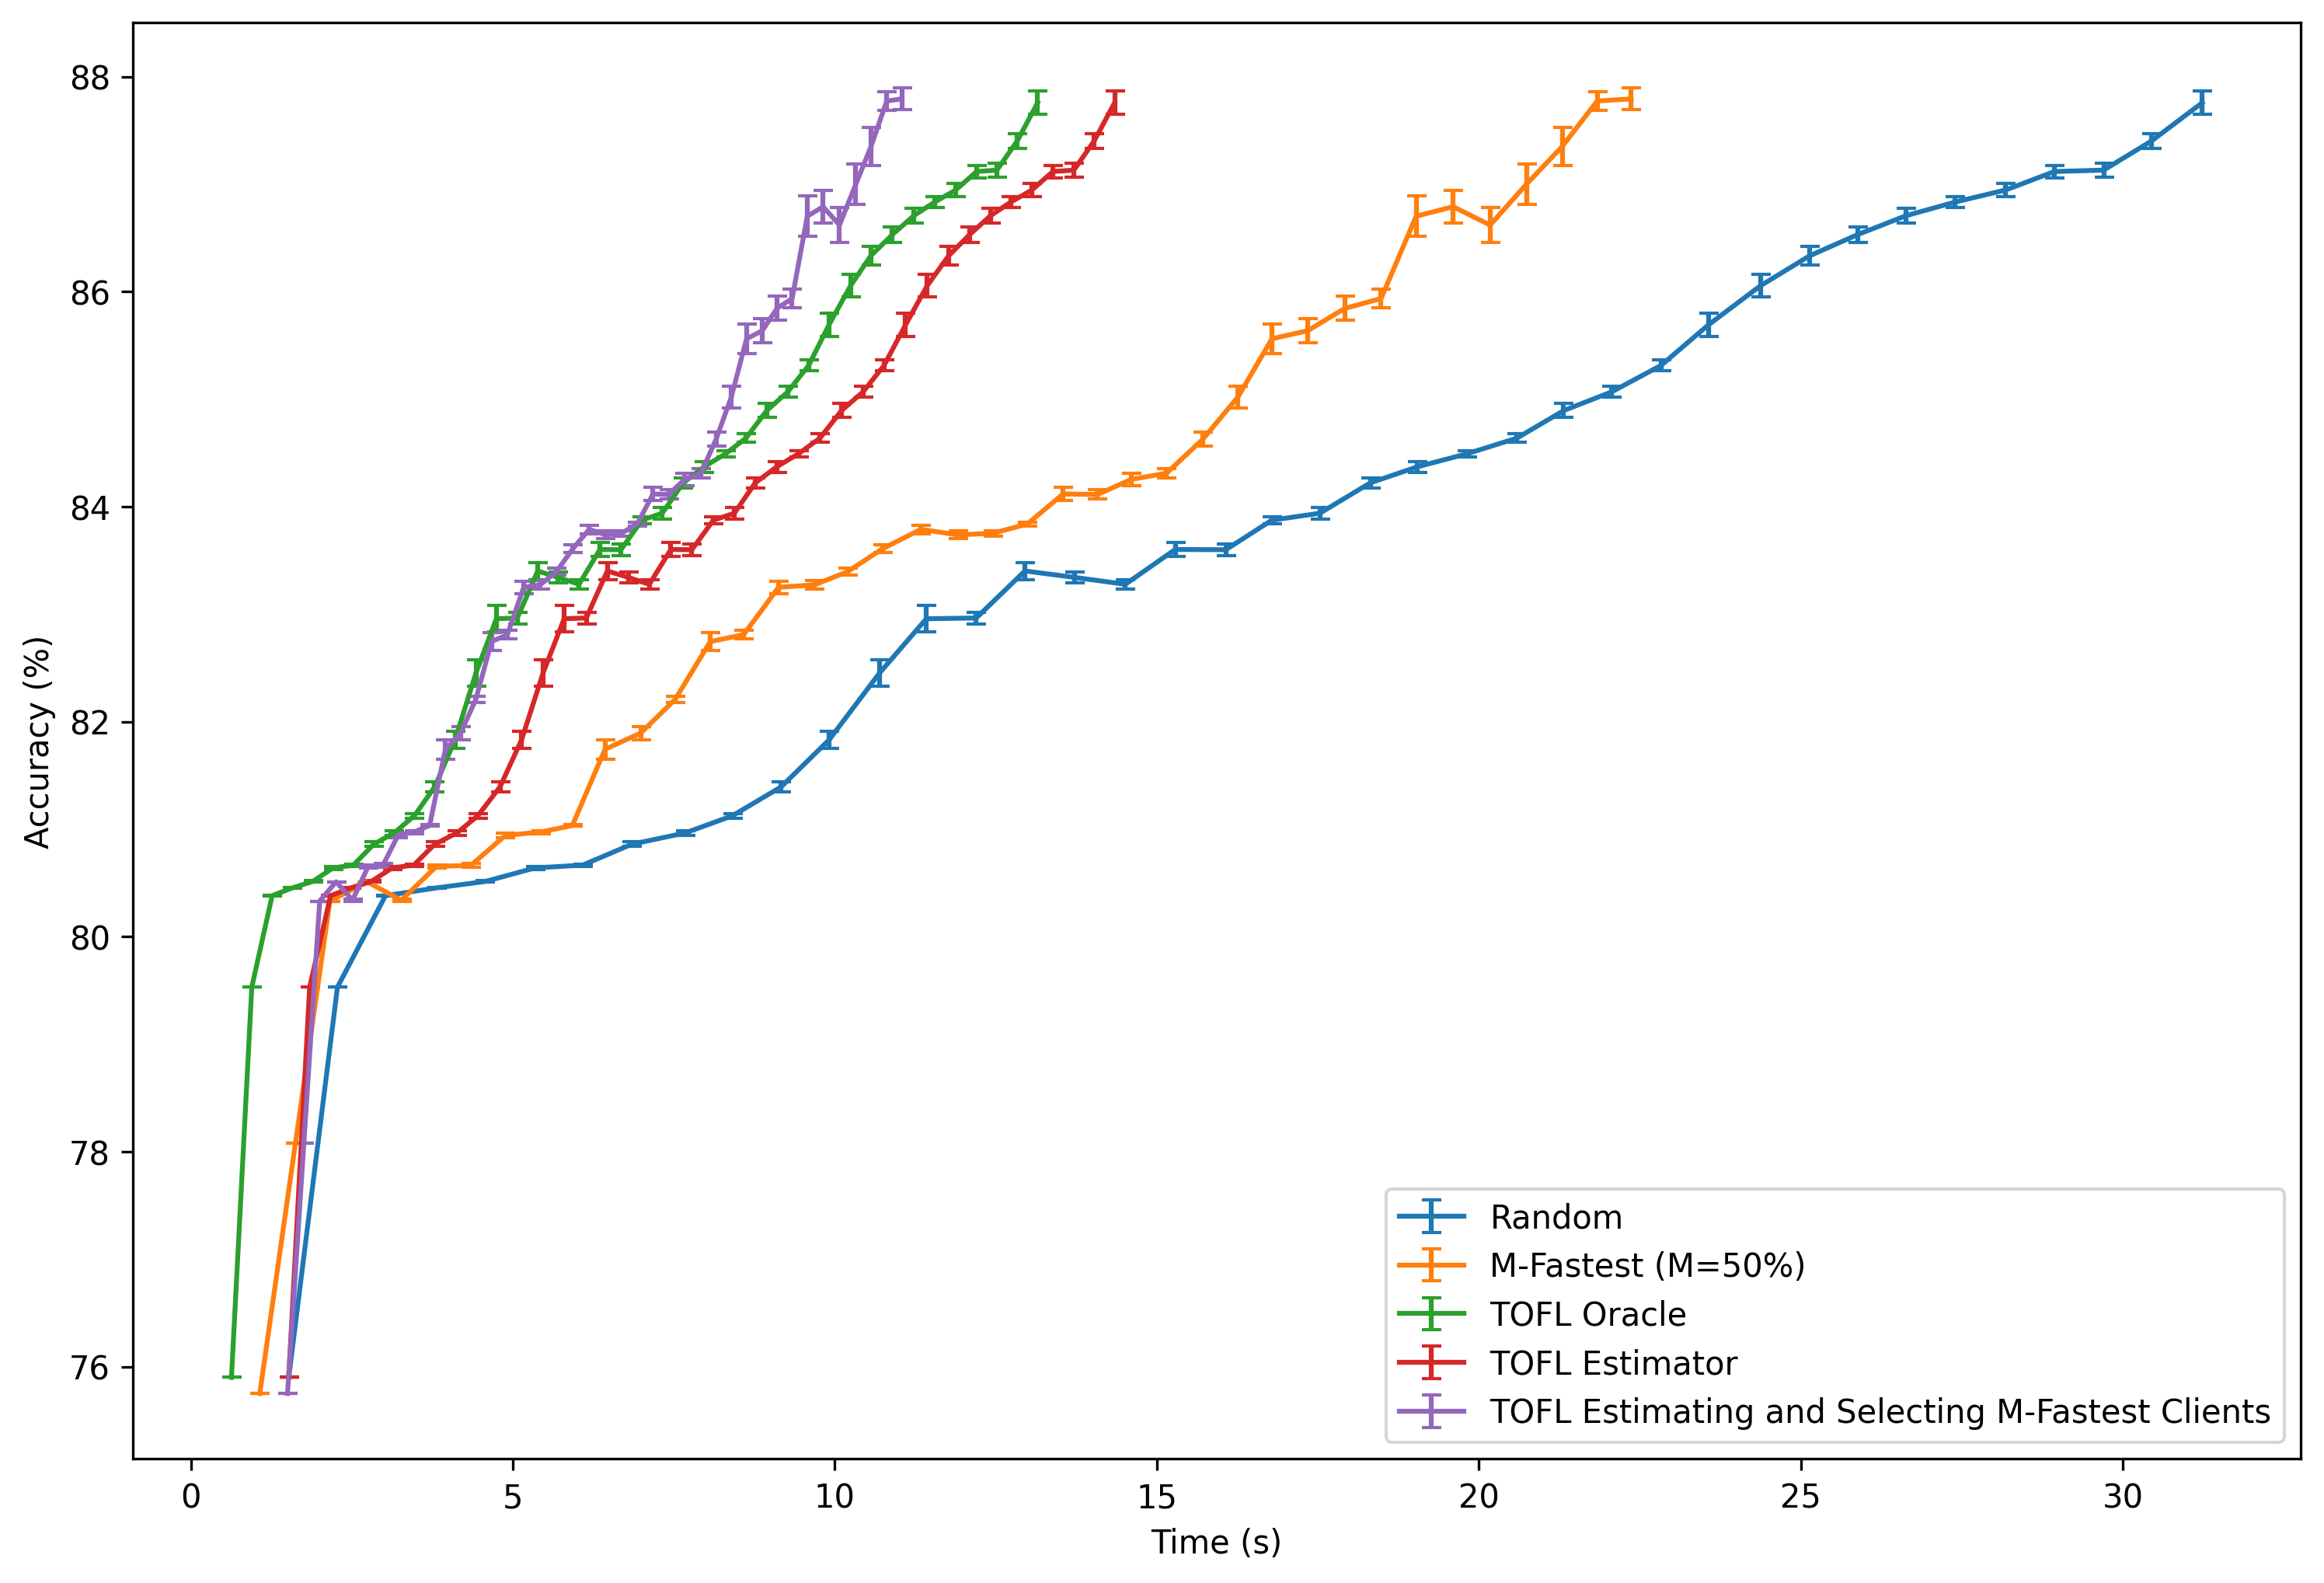 88
86
84
82
80
78
76
Accuracy (%)
0 5 10 15 20 25 30
Time (s)
Random
M-Fastest (M=50%)
TOFL Oracle
TOFL Estimator
TOFL Estimating and Selecting M-Fastest Clients